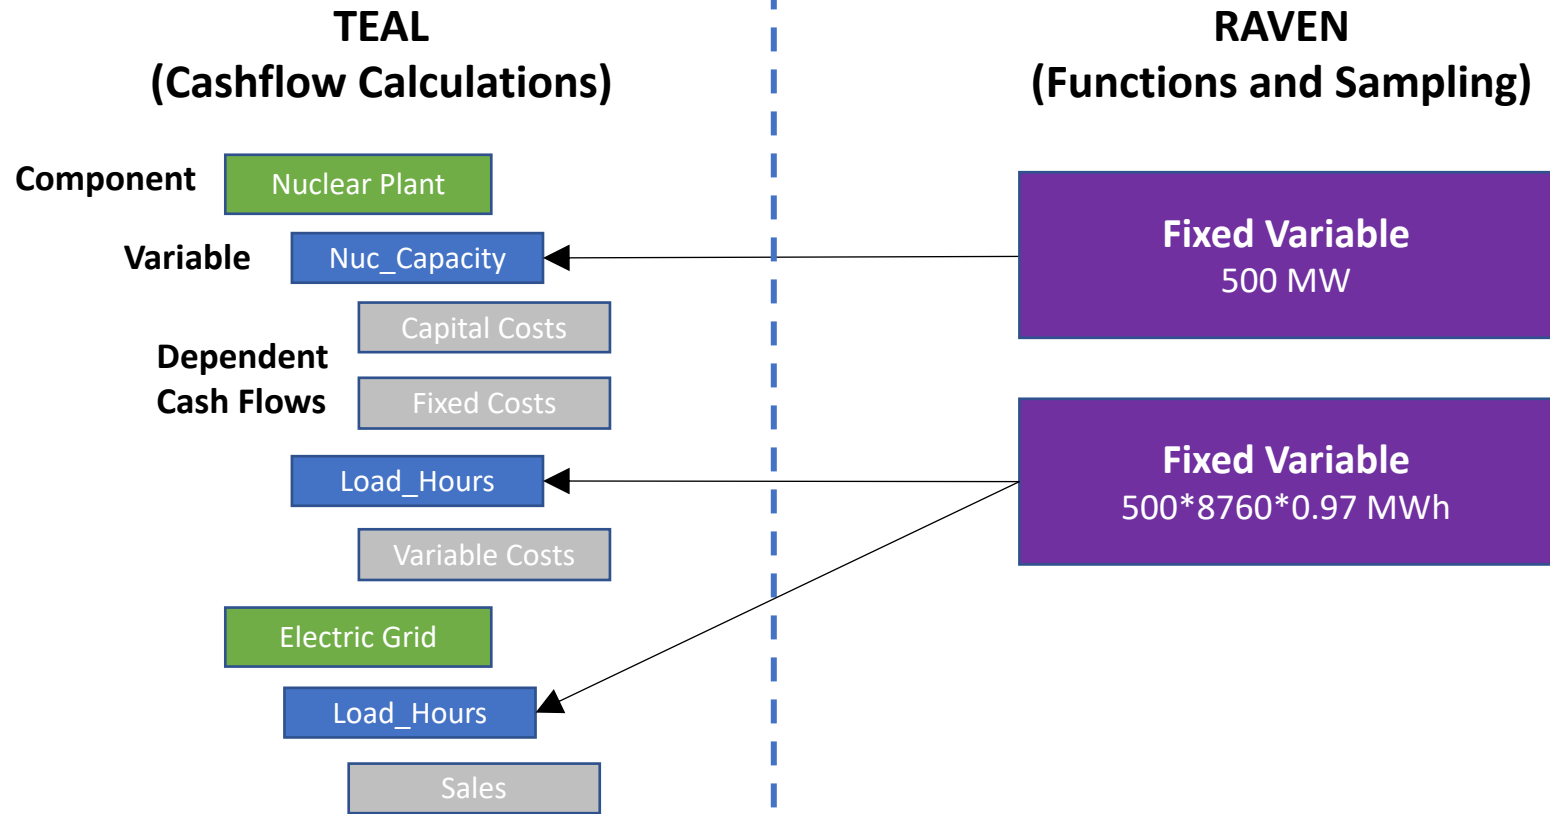 TEAL
(Cashflow Calculations)
RAVEN
(Functions and Sampling)
Component
Nuclear Plant
Variable
Nuc_Capacity
Capital Costs
Dependent
Cash Flows
Fixed Costs
Load_Hours
Variable Costs
Electric Grid
Load_Hours
Sales
Fixed Variable
500 MW
Fixed Variable
500*8760*0.97 MWh